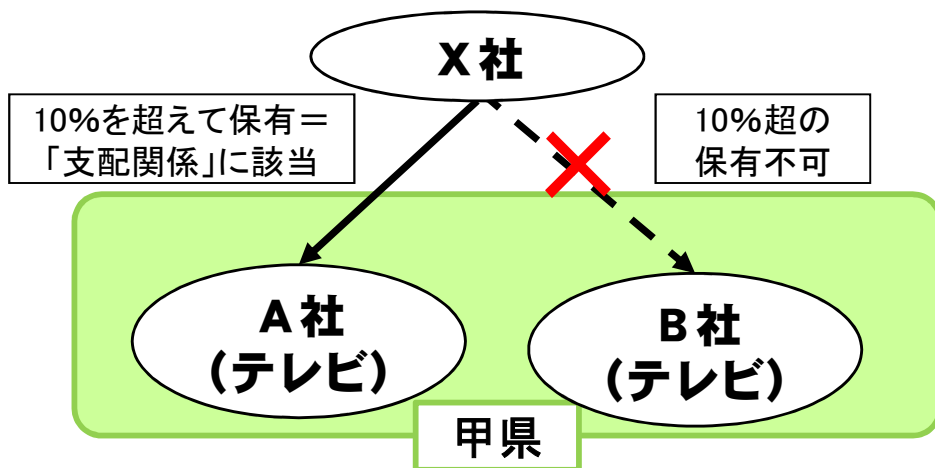 X社
10%を超えて保有＝
「支配関係」に該当
10%超の
保有不可
A社
(テレビ)
B社
(テレビ)
甲県